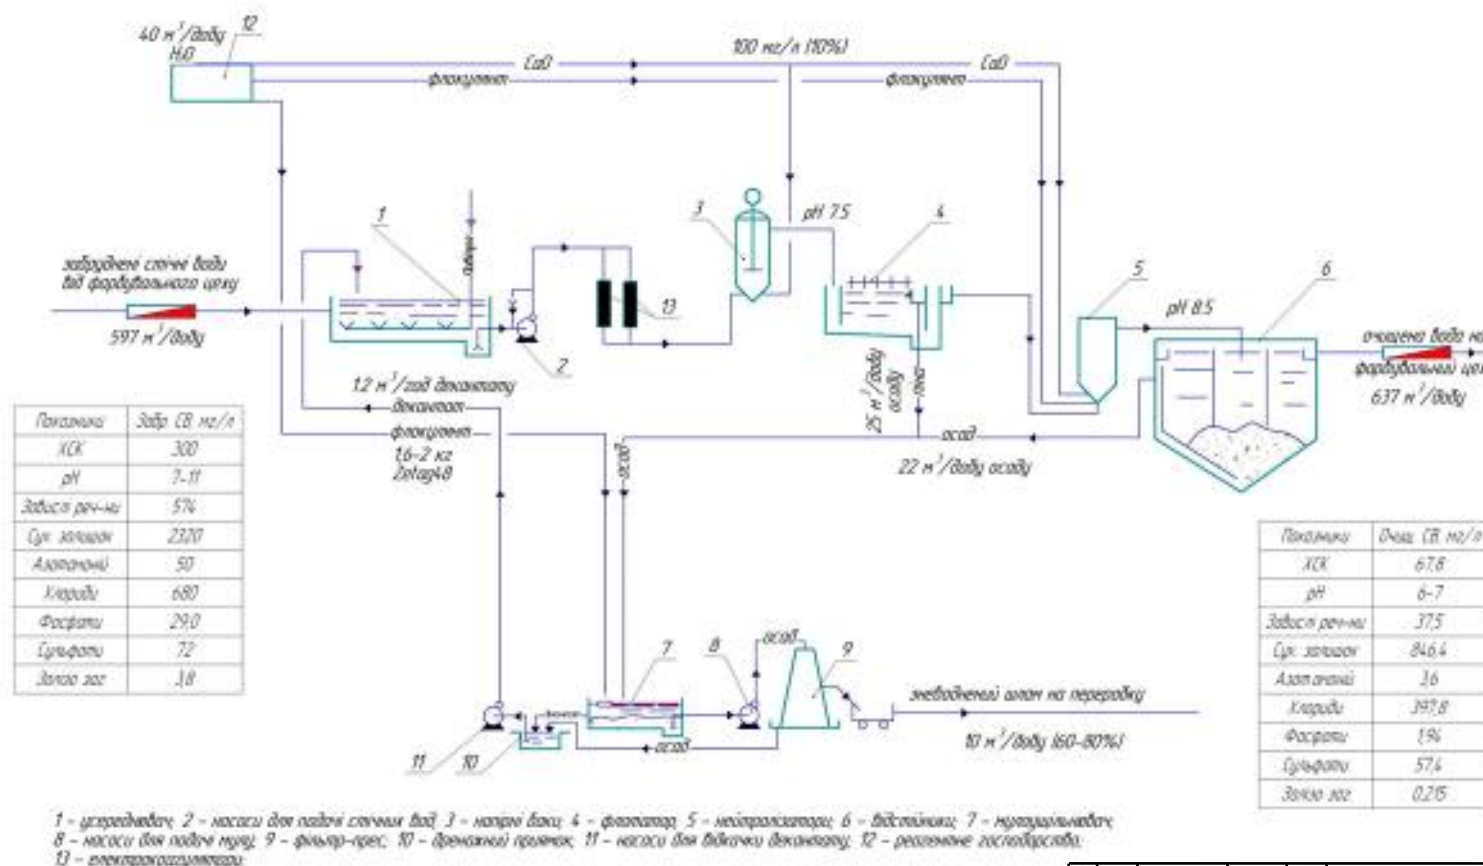 40 м³/добу
H₂O
12
СаО
флокулянт
100 мг/л (10%)
СаО
флокулянт
забруднені стічні води
від фарбувального цеху
597 м³/добу
1
Повітря
2
13
3
pH 7.5
4
5
pH 8.5
6
очищена вода на
фарбувальний цех
637 м³/добу
1,2 м³/год декантату
декантат
флокулянт
1,6-2 кг
Zetag48
осад
25 м³/добу
осаду
піна
осад
22 м³/добу осаду
Показники Забр. СВ мг/л
ХСК 300
pH 7-11
Завислі реч-ни 574
Сух. залишок 2320
Азотамоній 50
Хлориди 680
Фосфати 29,0
Сульфати 72
Залізо заг 3,8
Показники Очищ. СВ мг/л
ХСК 67,8
pH 6-7
Завислі реч-ни 37,5
Сух. залишок 846,4
Азотамоній 3,6
Хлориди 397,8
Фосфати 1,94
Сульфати 57,4
Залізо заг 0,215
7
8
осад
9
зневоднений шлам на переробку
10 м³/добу (60-80%)
11
10
осад
1 - усереднювач; 2 - насоси для подачі стічних вод; 3 - напірні баки; 4 - флотатор; 5 - нейтралізатори; 6 - відстійники; 7 - мулоущільнювач;
8 - насоси для подачі мулу; 9 - фільтр-прес; 10 - дренажний приямок; 11 - насоси для відкачки декантату; 12 - реагентне господарство;
13 - електрокоагулятори;